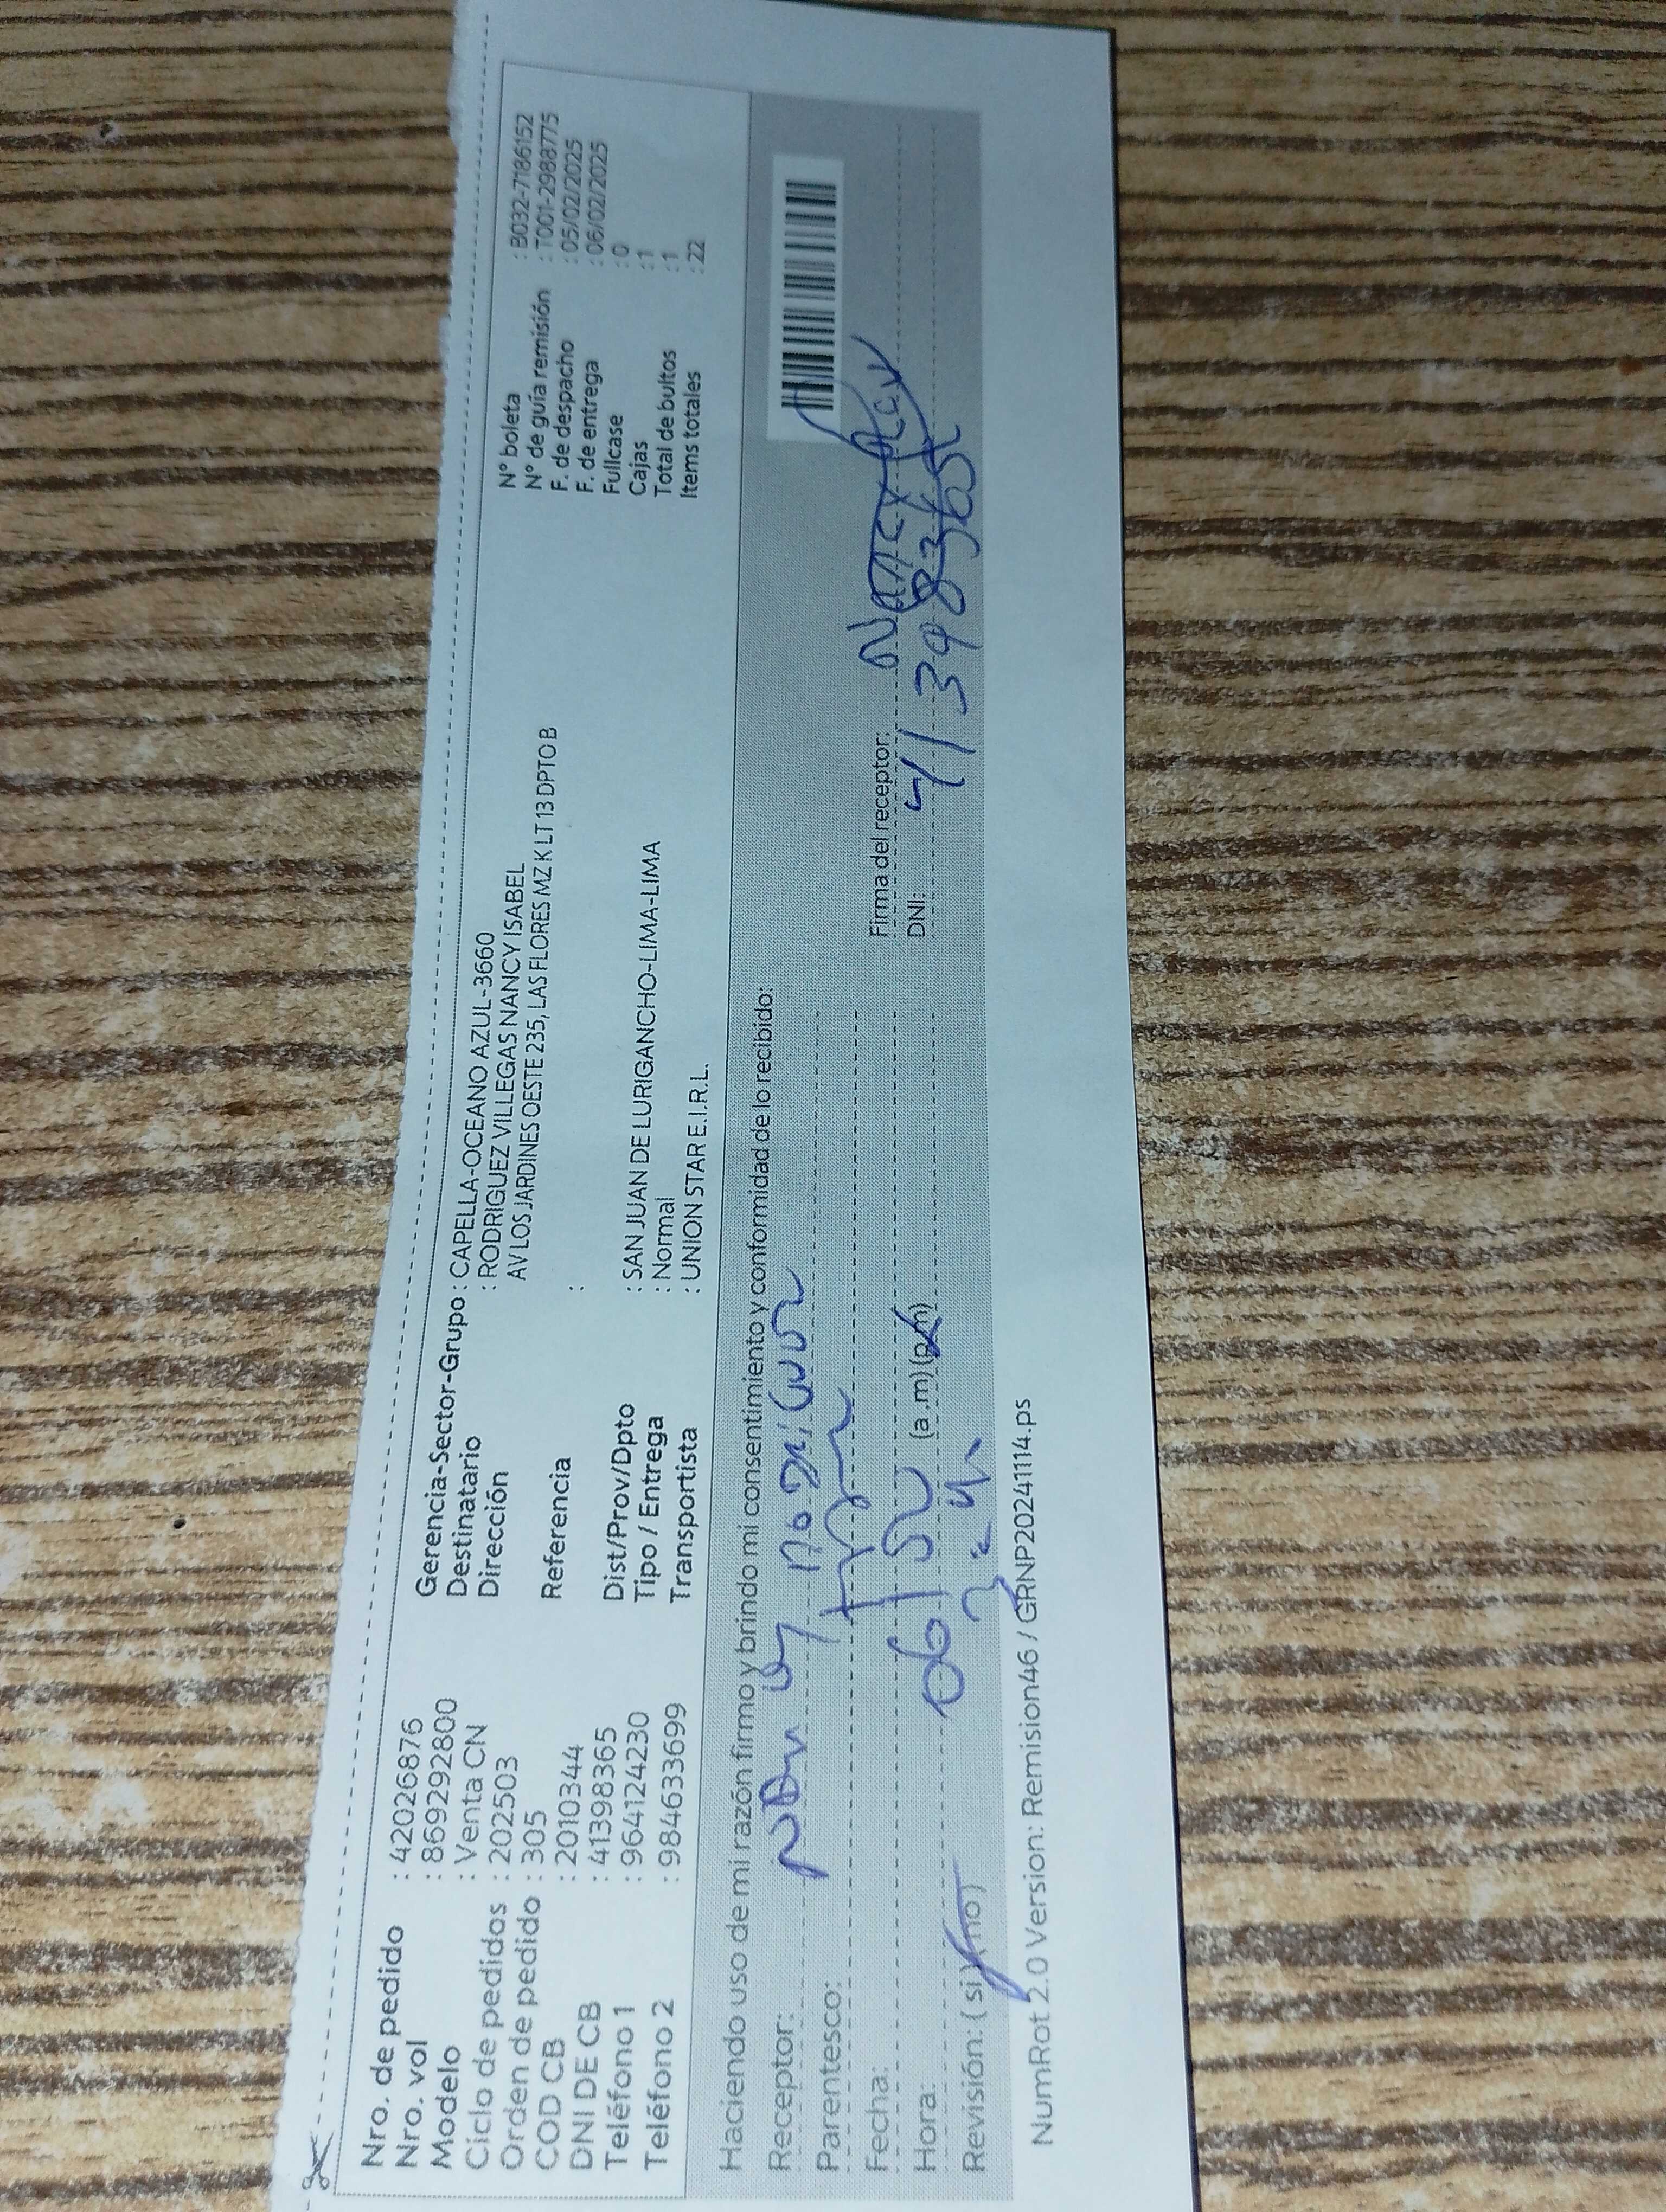 Nro. de pedido : 42026876
Nro. vol : 869292800
Modelo : Venta CN
Ciclo de pedidos : 202503
Orden de pedido : 305
COD CB : 2010344
DNI DE CB : 41398365
Teléfono 1 : 964124230
Teléfono 2 : 984633699
Gerencia-Sector-Grupo : CAPELLA-OCEANO AZUL-3660
Destinatario : RODRIGUEZ VILLEGAS NANCY ISABEL
Dirección AV LOS JARDINES OESTE 235, LAS FLORES MZ K LT 13 DPTO B
Referencia :
Dist/Prov/Dpto : SAN JUAN DE LURIGANCHO-LIMA-LIMA
Tipo / Entrega : Normal
Transportista : UNION STAR E.I.R.L.
N° boleta : B032-7186152
N° de guía remisión : T001-2988775
F. de despacho : 05/02/2025
F. de entrega : 06/02/2025
Fullcase : 0
Cajas : 1
Total de bultos : 1
Items totales : 22
Haciendo uso de mi razón firmo y brindo mi consentimiento y conformidad de lo recibido:
Receptor:
Parentesco:
Fecha:
Hora: (a.m) (p.m)
Revisión: ( si ) ( no )
Firma del receptor: Nancy
DNI: 41398365
NumRot 2.0 Version: Remision46 / GRNP20241114.ps